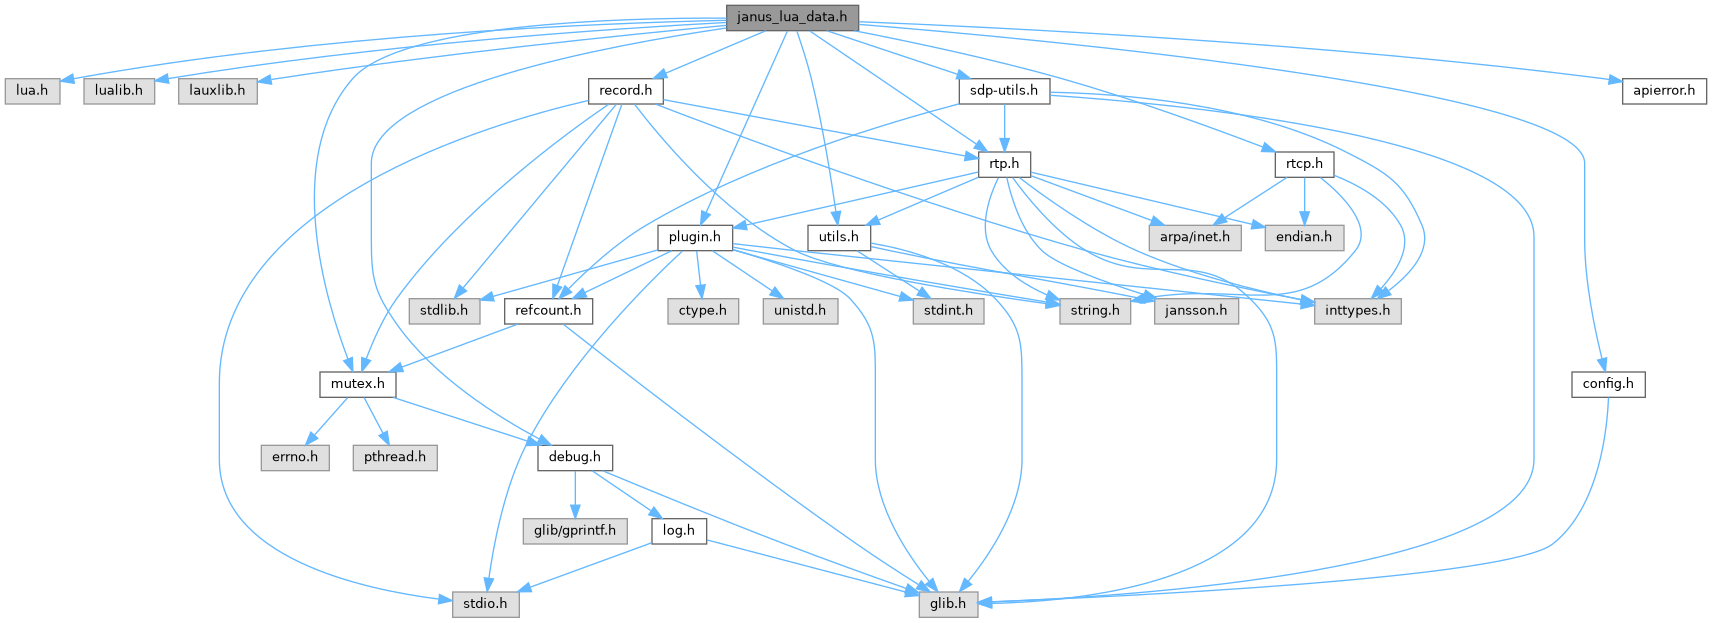 janus_lua_data.h
lua.h
lualib.h
lauxlib.h
record.h
sdp-utils.h
apierror.h
rtp.h
rtcp.h
plugin.h
utils.h
arpa/inet.h
endian.h
stdlib.h
refcount.h
ctype.h
unistd.h
stdint.h
string.h
jansson.h
inttypes.h
mutex.h
config.h
errno.h
pthread.h
debug.h
glib/gprintf.h
log.h
stdio.h
glib.h